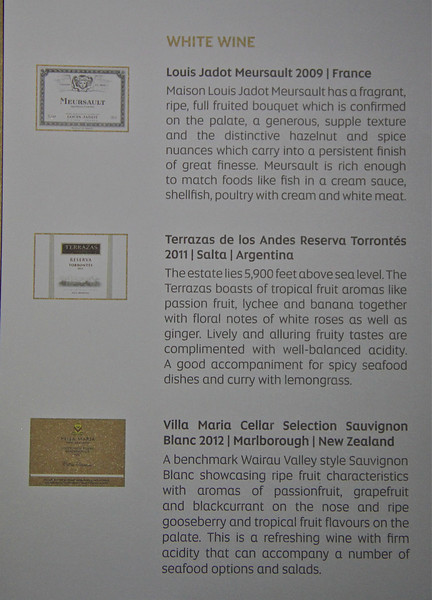 WHITE WINE
Louis Jadot Meursault 2009 | France
MEURSAULT
Maison Louis Jadot Meursault has a fragrant,
ripe, full fruited bouquet which is confirmed
on the palate, a generous, supple texture
and the distinctive hazelnut and spice
nuances which carry into a persistent finish
of great finesse. Meursault is rich enough
to match foods like fish in a cream sauce,
shellfish, poultry with cream and white meat.
Terrazas de los Andes Reserva Torrontés
2011 | Salta | Argentina
TERRAZAS
RESERVA
TORRONTÉS
The estate lies 5,900 feet above sea level. The
Terrazas boasts of tropical fruit aromas like
passion fruit, lychee and banana together
with floral notes of white roses as well as
ginger. Lively and alluring fruity tastes are
complimented with well-balanced acidity.
A good accompaniment for spicy seafood
dishes and curry with lemongrass.
Villa Maria Cellar Selection Sauvignon
Blanc 2012 | Marlborough | New Zealand
VILLA MARIA
A benchmark Wairau Valley style Sauvignon
Blanc showcasing ripe fruit characteristics
with aromas of passionfruit, grapefruit
and blackcurrant on the nose and ripe
gooseberry and tropical fruit flavours on the
palate. This is a refreshing wine with firm
acidity that can accompany a number of
seafood options and salads.